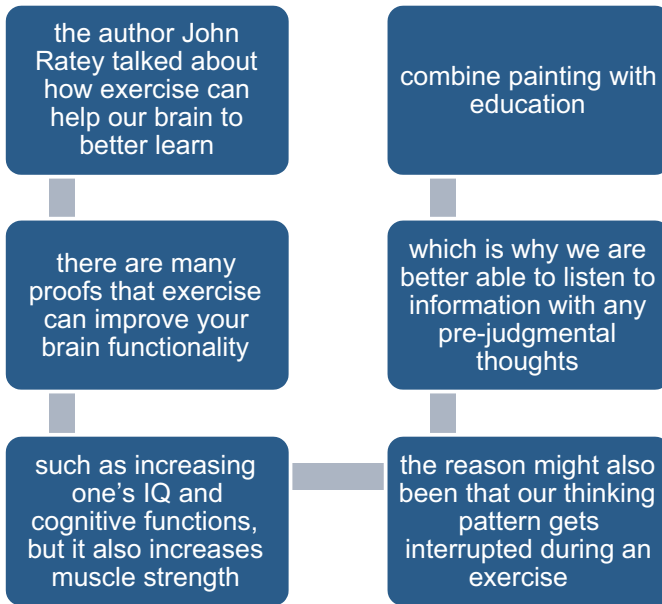 the author John
Ratey talked about
how exercise can
help our brain to
better learn
there are many
proofs that exercise
can improve your
brain functionality
such as increasing
one’s IQ and
cognitive functions,
but it also increases
muscle strength
the reason might also
been that our thinking
pattern gets
interrupted during an
exercise
which is why we are
better able to listen to
information with any
pre-judgmental
thoughts
combine painting with
education